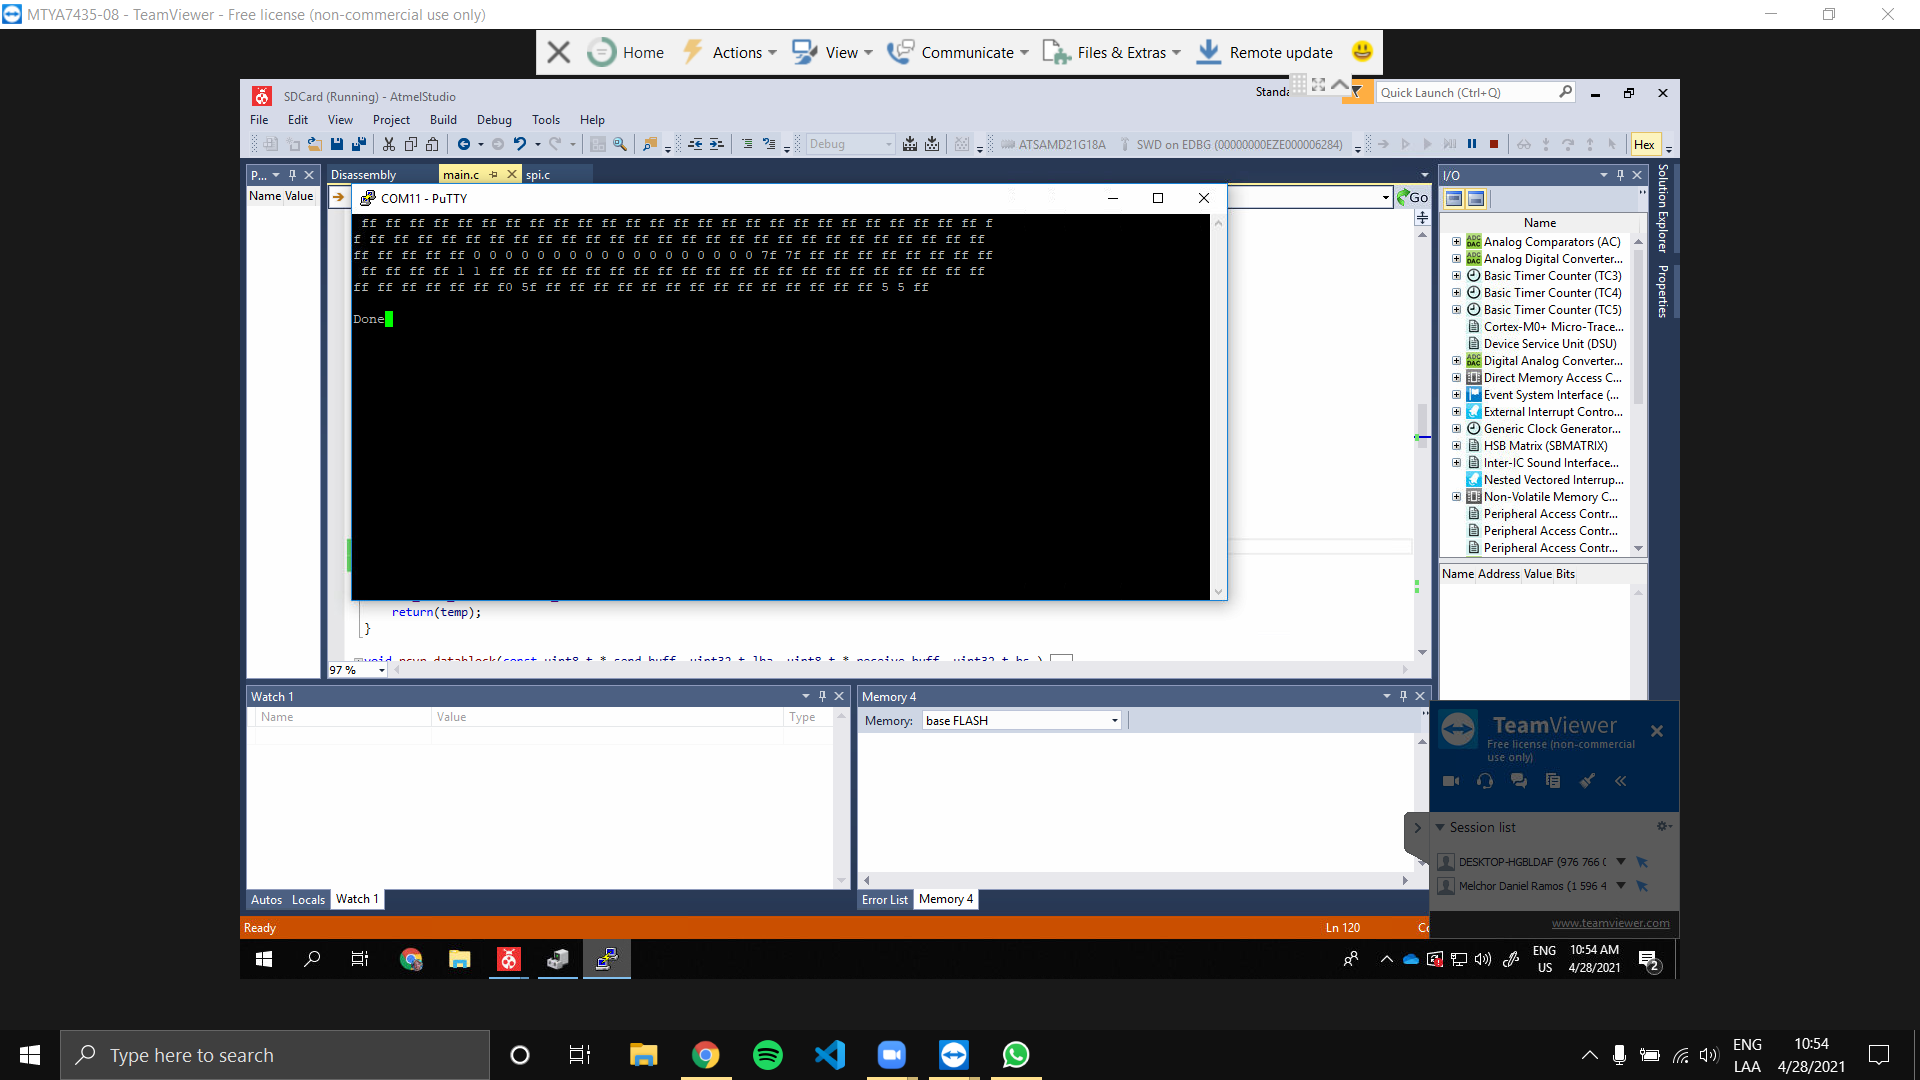 MTYA7435-08 - TeamViewer - Free license (non-commercial use only)
Home Actions View Communicate Files & Extras Remote update
SDCard (Running) - AtmelStudio
Standa
Quick Launch (Ctrl+Q)
File Edit View Project Build Debug Tools Help
Debug ATSAMD21G18A SWD on EDBG (00000000EZE000006284) Hex
P...
Name Value
Disassembly main.c spi.c
Go
COM11 - PuTTY
ff ff ff ff ff ff ff ff ff ff ff ff ff ff ff ff ff ff ff ff ff ff ff ff ff ff f
f ff ff ff ff ff ff ff ff ff ff ff ff ff ff ff ff ff ff ff ff ff ff ff ff ff ff
ff ff ff ff ff 0 0 0 0 0 0 0 0 0 0 0 0 0 0 0 0 0 0 7f 7f ff ff ff ff ff ff ff ff
ff ff ff ff 1 1 ff ff ff ff ff ff ff ff ff ff ff ff ff ff ff ff ff ff ff ff ff
ff ff ff ff ff ff f0 5f ff ff ff ff ff ff ff ff ff ff ff ff ff ff 5 5 ff
Done
return(temp);
}
void rcvr_datablock(const uint8_t * send_buff, uint32_t lba, uint8_t * receive_buff, uint32_t bs )
97 %
I/O
Name
Analog Comparators (AC)
Analog Digital Converter...
Basic Timer Counter (TC3)
Basic Timer Counter (TC4)
Basic Timer Counter (TC5)
Cortex-M0+ Micro-Trace...
Device Service Unit (DSU)
Digital Analog Converter...
Direct Memory Access C...
Event System Interface (...
External Interrupt Contro...
Generic Clock Generator...
HSB Matrix (SBMATRIX)
Inter-IC Sound Interface...
Nested Vectored Interrup...
Non-Volatile Memory C...
Peripheral Access Contr...
Peripheral Access Contr...
Peripheral Access Contr...
Name Address Value Bits
Solution Explorer
Properties
Watch 1
Name Value Type
Autos Locals Watch 1
Memory 4
Memory: base FLASH
Error List Memory 4
TeamViewer
Free license (non-commercial
use only)
Session list
DESKTOP-HGBLDAF (976 766
Melchor Daniel Ramos (1 596 4
www.teamviewer.com
Ready Ln 120
ENG
US
10:54 AM
4/28/2021
2
Type here to search
ENG
LAA
10:54
4/28/2021